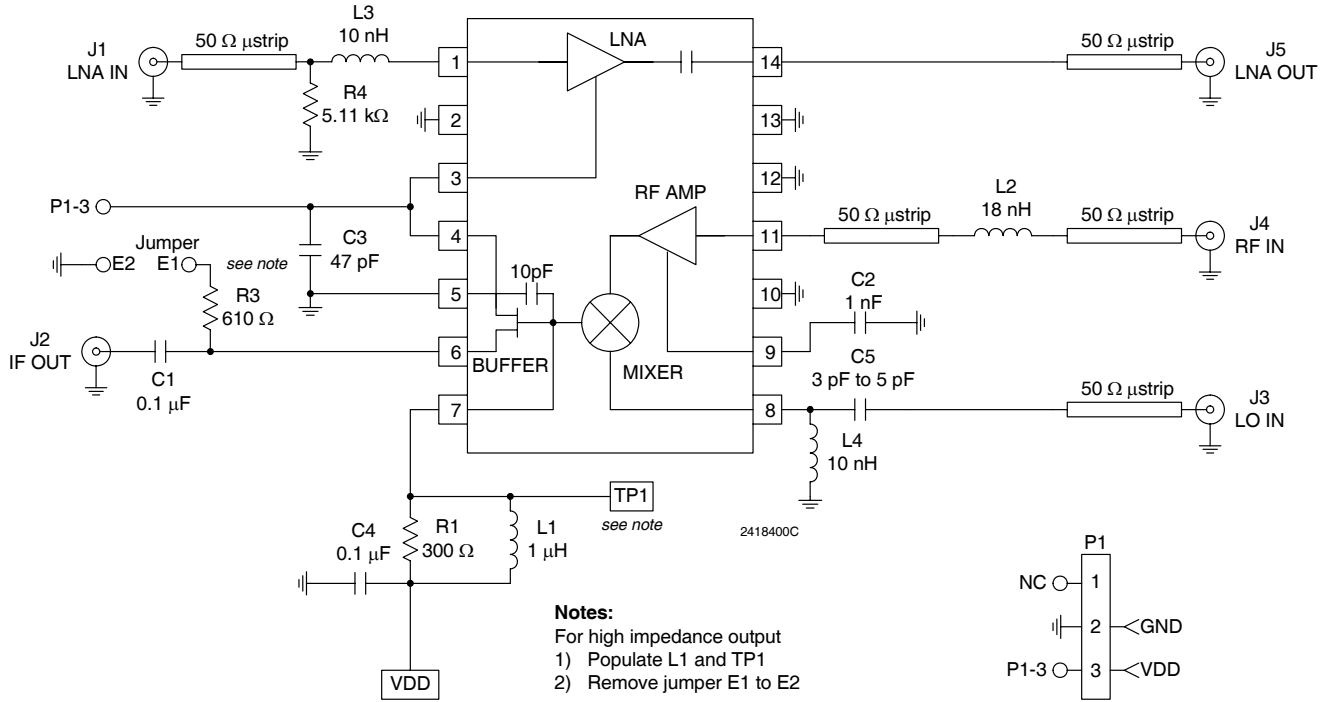 J1
LNA IN
50 Ω μstrip
L3
10 nH
R4
5.11 kΩ
1
LNA
14
50 Ω μstrip
J5
LNA OUT
2
13
3
12
P1-3
RF AMP
4
11
50 Ω μstrip
L2
18 nH
50 Ω μstrip
J4
RF IN
C3
47 pF
Jumper
E2
E1
see note
R3
610 Ω
5
10pF
10
C2
1 nF
J2
IF OUT
C1
0.1 μF
6
BUFFER
MIXER
9
C5
3 pF to 5 pF
7
8
50 Ω μstrip
J3
LO IN
L4
10 nH
TP1
see note
2418400C
C4
0.1 μF
R1
300 Ω
L1
1 μH
VDD
Notes:
For high impedance output
1) Populate L1 and TP1
2) Remove jumper E1 to E2
P1
NC
1
2
GND
P1-3
3
VDD